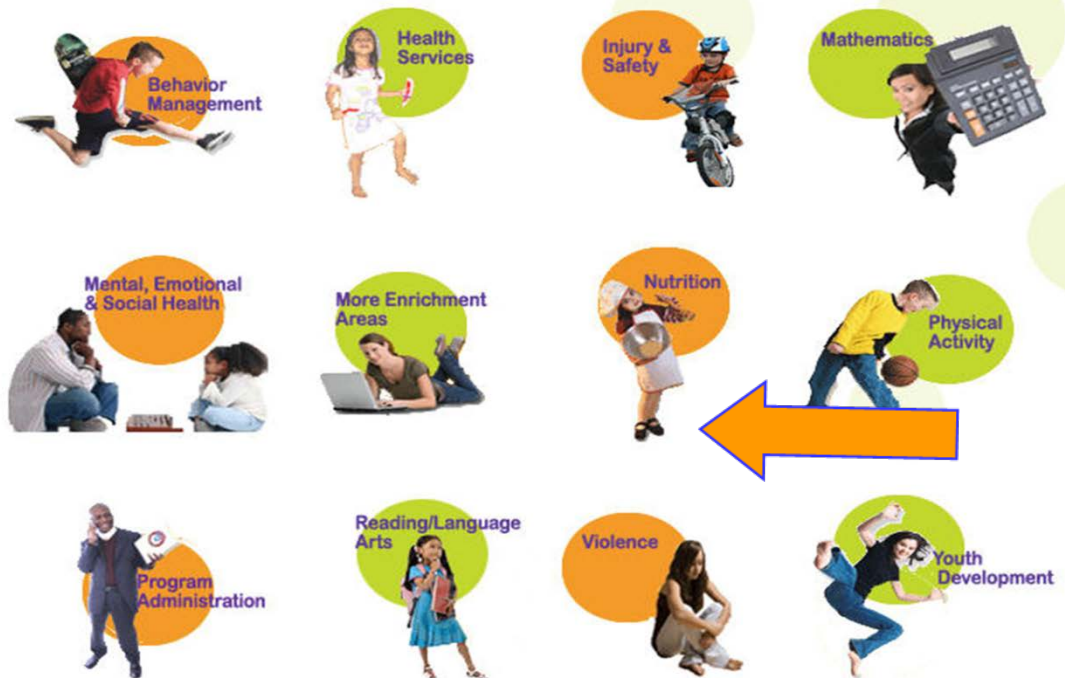 Behavior
Management
Health
Services
Injury &
Safety
Mathematics
Mental, Emotional
& Social Health
More Enrichment
Areas
Nutrition
Physical
Activity
Program
Administration
Reading/Language
Arts
Violence
Youth
Development